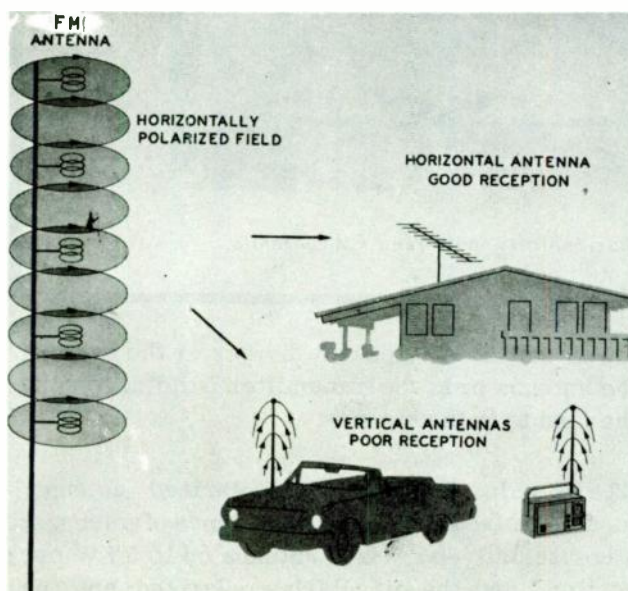 FM
ANTENNA
HORIZONTALLY
POLARIZED FIELD
HORIZONTAL ANTENNA
GOOD RECEPTION
VERTICAL ANTENNAS
POOR RECEPTION